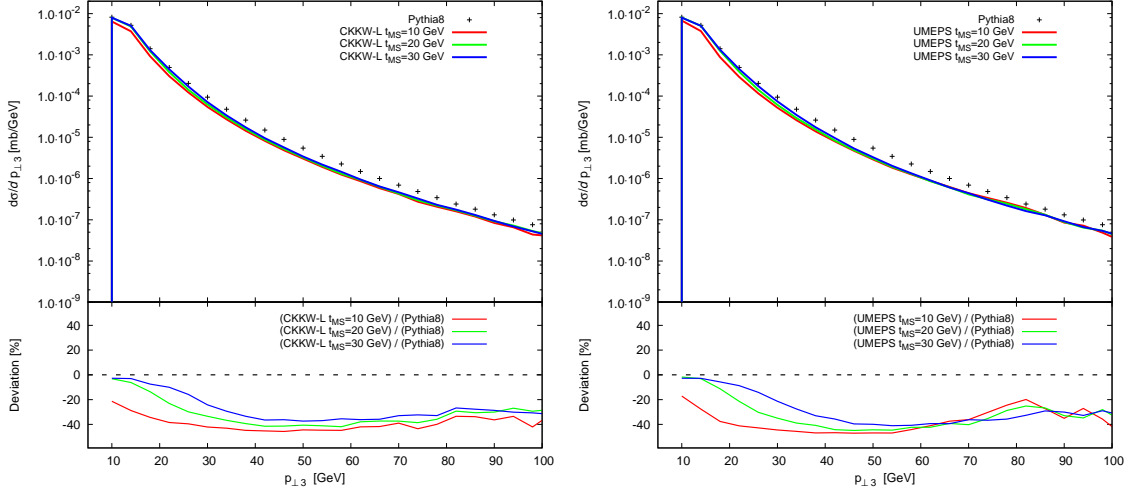 Pythia8
CKKW-L tMS=10 GeV
CKKW-L tMS=20 GeV
CKKW-L tMS=30 GeV
1.0·10⁻²
1.0·10⁻³
1.0·10⁻⁴
1.0·10⁻⁵
1.0·10⁻⁶
1.0·10⁻⁷
1.0·10⁻⁸
1.0·10⁻⁹
dσ/d p⊥3 [mb/GeV]
(CKKW-L tMS=10 GeV) / (Pythia8)
(CKKW-L tMS=20 GeV) / (Pythia8)
(CKKW-L tMS=30 GeV) / (Pythia8)
40
20
0
-20
-40
Deviation [%]
10 20 30 40 50 60 70 80 90 100
p⊥3 [GeV]
Pythia8
UMEPS tMS=10 GeV
UMEPS tMS=20 GeV
UMEPS tMS=30 GeV
1.0·10⁻²
1.0·10⁻³
1.0·10⁻⁴
1.0·10⁻⁵
1.0·10⁻⁶
1.0·10⁻⁷
1.0·10⁻⁸
1.0·10⁻⁹
dσ/d p⊥3 [mb/GeV]
(UMEPS tMS=10 GeV) / (Pythia8)
(UMEPS tMS=20 GeV) / (Pythia8)
(UMEPS tMS=30 GeV) / (Pythia8)
40
20
0
-20
-40
Deviation [%]
10 20 30 40 50 60 70 80 90 100
p⊥3 [GeV]